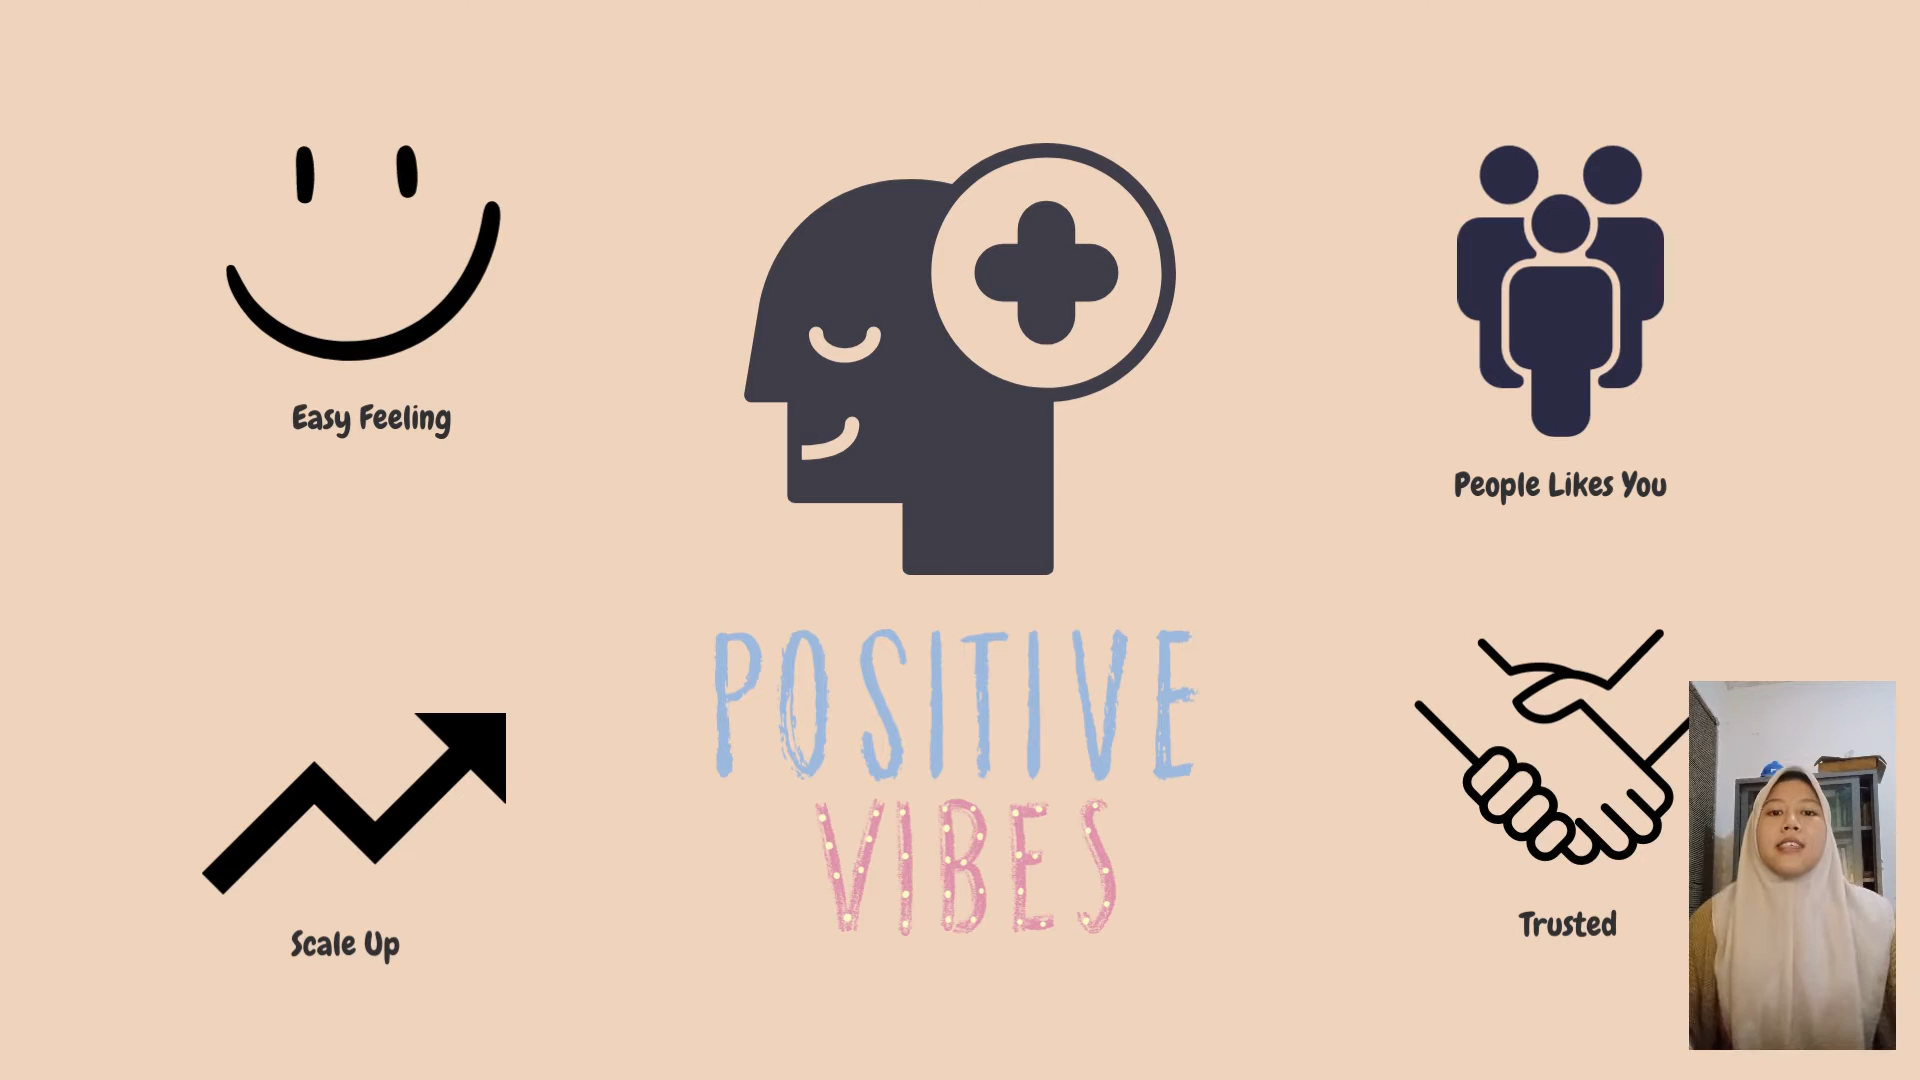 Easy Feeling
People Likes You
POSITIVE
VIBES
Scale Up
Trusted